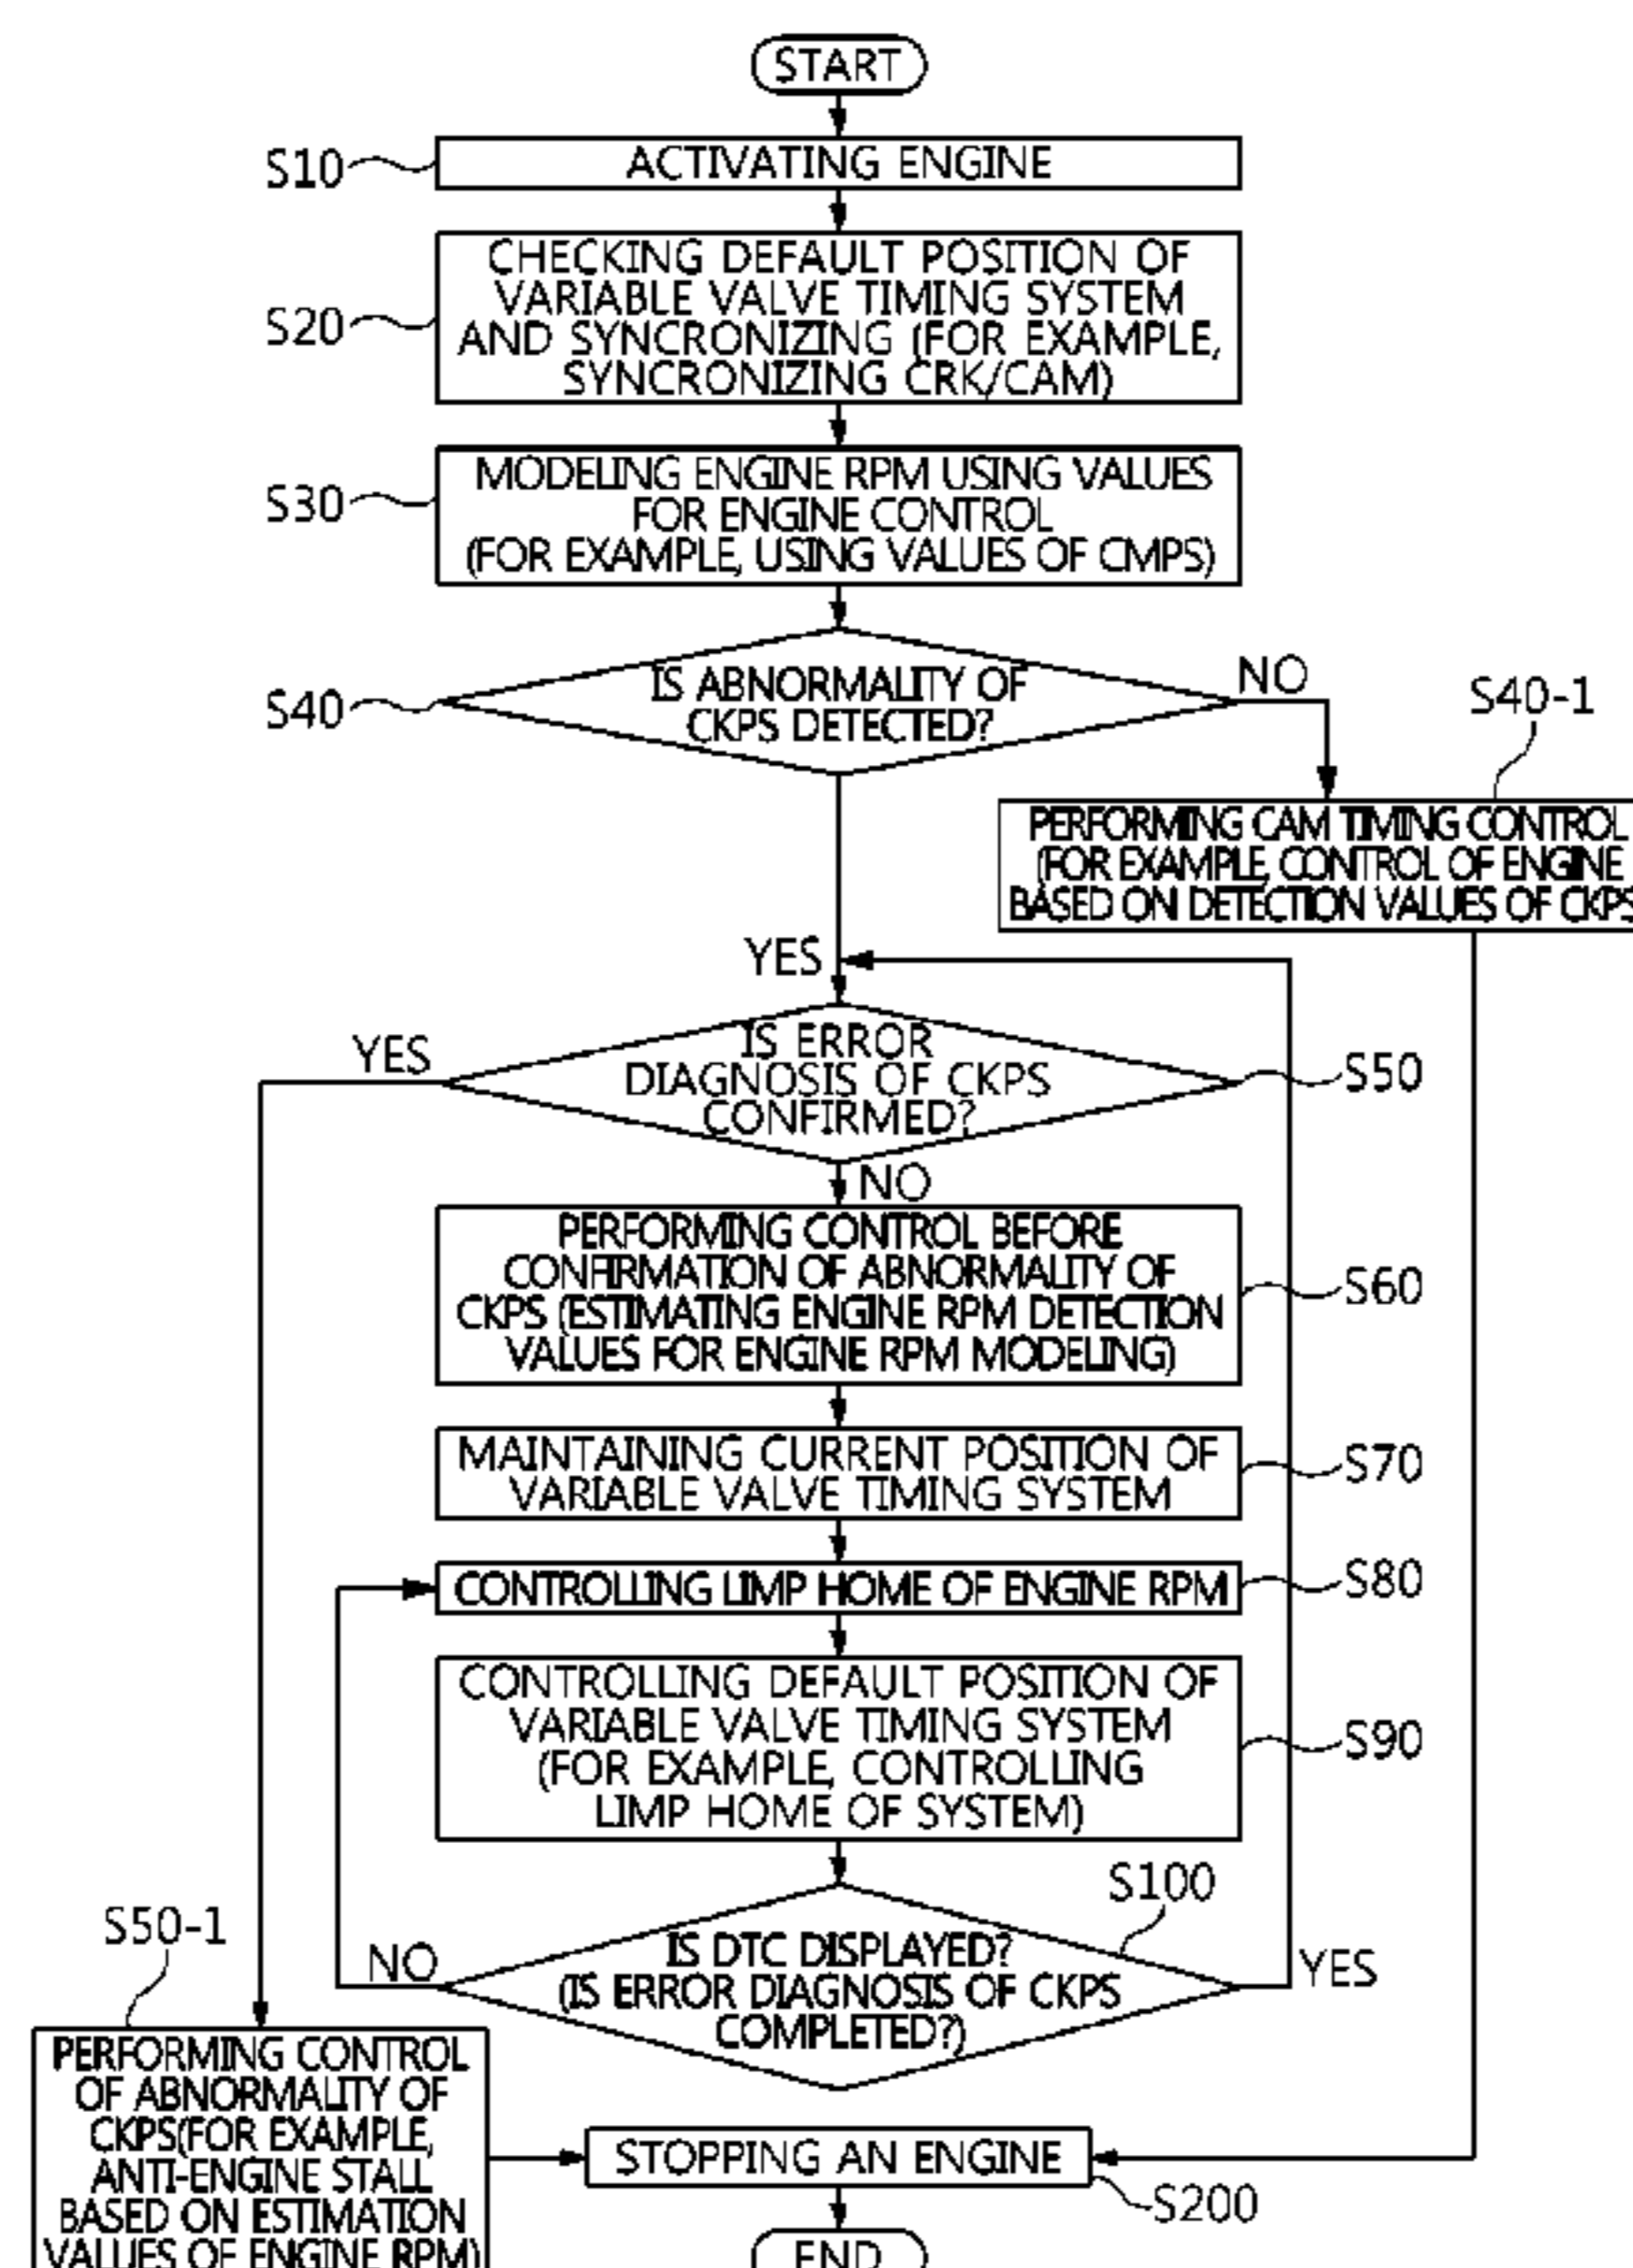 START
S10
ACTIVATING ENGINE
S20
CHECKING DEFAULT POSITION OF
VARIABLE VALVE TIMING SYSTEM
AND SYNCRONIZING (FOR EXAMPLE,
SYNCRONIZING CRK/CAM)
S30
MODELING ENGINE RPM USING VALUES
FOR ENGINE CONTROL
(FOR EXAMPLE, USING VALUES OF CMPS)
S40
IS ABNORMALITY OF
CKPS DETECTED?
NO
S40-1
PERFORMING CAM TIMING CONTROL
(FOR EXAMPLE, CONTROL OF ENGINE
BASED ON DETECTION VALUES OF CKPS
YES
YES
IS ERROR
DIAGNOSIS OF CKPS
CONFIRMED?
S50
NO
PERFORMING CONTROL BEFORE
CONFIRMATION OF ABNORMALITY OF
CKPS (ESTIMATING ENGINE RPM DETECTION
VALUES FOR ENGINE RPM MODELING)
S60
MAINTAINING CURRENT POSITION OF
VARIABLE VALVE TIMING SYSTEM
S70
CONTROLLING LIMP HOME OF ENGINE RPM
S80
CONTROLLING DEFAULT POSITION OF
VARIABLE VALVE TIMING SYSTEM
(FOR EXAMPLE, CONTROLLING
LIMP HOME OF SYSTEM)
S90
S100
IS DTC DISPLAYED?
(IS ERROR DIAGNOSIS OF CKPS
COMPLETED?)
NO
YES
S50-1
PERFORMING CONTROL
OF ABNORMALITY OF
CKPS(FOR EXAMPLE,
ANTI-ENGINE STALL
BASED ON ESTIMATION
VALUES OF ENGINE RPM)
STOPPING AN ENGINE
S200
END